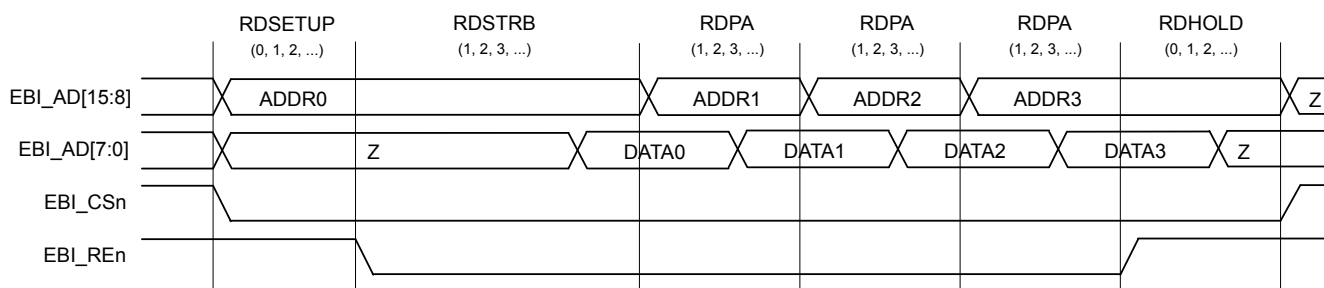 RDSETUP RDSTRB RDPA RDPA RDPA RDHOLD
(0, 1, 2, ...) (1, 2, 3, ...) (1, 2, 3, ...) (1, 2, 3, ...) (1, 2, 3, ...) (0, 1, 2, ...)
EBI_AD[15:8] ADDR0 ADDR1 ADDR2 ADDR3 Z
EBI_AD[7:0] Z DATA0 DATA1 DATA2 DATA3 Z
EBI_CSn
EBI_REn